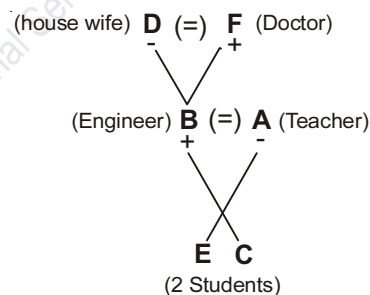 (house wife) D (=) F (Doctor)
- +
(Engineer) B (=) A (Teacher)
+ -
E C
(2 Students)